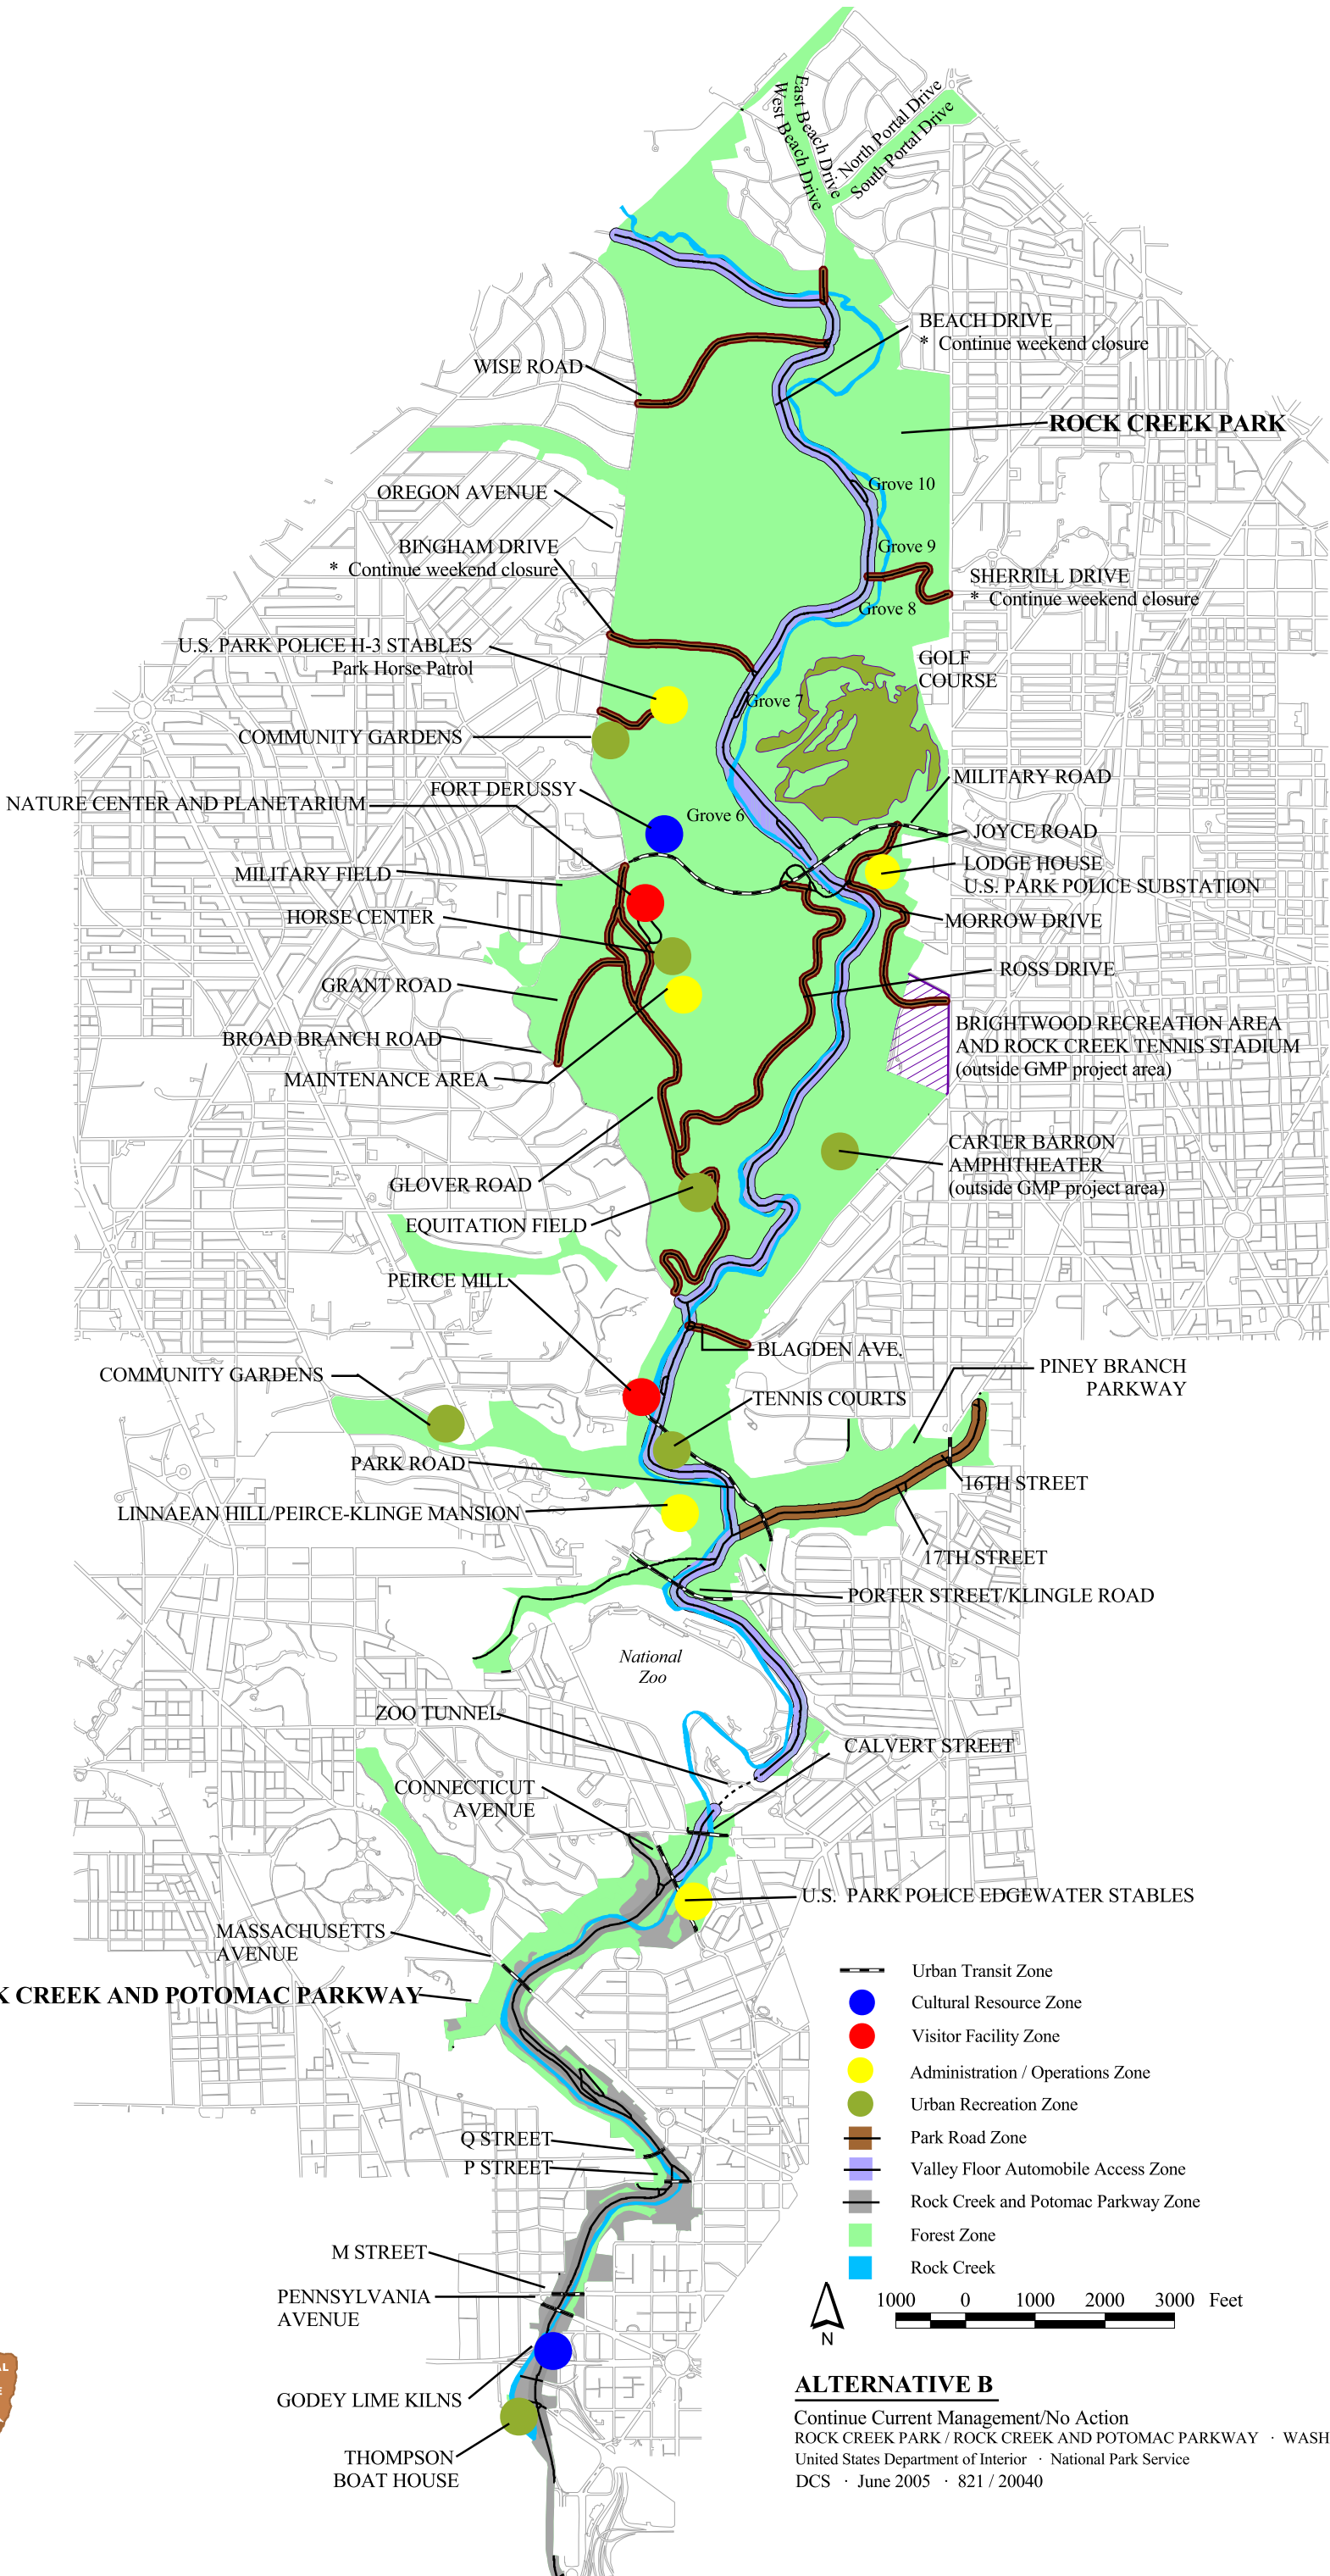 East Beach Drive
West Beach Drive
North Portal Drive
South Portal Drive
BEACH DRIVE
* Continue weekend closure
WISE ROAD
ROCK CREEK PARK
Grove 10
OREGON AVENUE
BINGHAM DRIVE
* Continue weekend closure
Grove 9
SHERRILL DRIVE
* Continue weekend closure
Grove 8
U.S. PARK POLICE H-3 STABLES
Park Horse Patrol
GOLF
COURSE
Grove 7
COMMUNITY GARDENS
MILITARY ROAD
FORT DERUSSY
NATURE CENTER AND PLANETARIUM
Grove 6
JOYCE ROAD
LODGE HOUSE
U.S. PARK POLICE SUBSTATION
MILITARY FIELD
HORSE CENTER
MORROW DRIVE
ROSS DRIVE
GRANT ROAD
BROAD BRANCH ROAD
BRIGHTWOOD RECREATION AREA
AND ROCK CREEK TENNIS STADIUM
(outside GMP project area)
MAINTENANCE AREA
CARTER BARRON
AMPHITHEATER
(outside GMP project area)
GLOVER ROAD
EQUITATION FIELD
PEIRCE MILL
BLAGDEN AVE.
PINEY BRANCH
PARKWAY
COMMUNITY GARDENS
TENNIS COURTS
PARK ROAD
16TH STREET
LINNAEAN HILL/PEIRCE-KLINGE MANSION
17TH STREET
PORTER STREET/KLINGLE ROAD
National
Zoo
ZOO TUNNEL
CALVERT STREET
CONNECTICUT
AVENUE
U.S. PARK POLICE EDGEWATER STABLES
MASSACHUSETTS
AVENUE
K CREEK AND POTOMAC PARKWAY
Urban Transit Zone
Cultural Resource Zone
Visitor Facility Zone
Administration / Operations Zone
Urban Recreation Zone
Park Road Zone
Valley Floor Automobile Access Zone
Rock Creek and Potomac Parkway Zone
Forest Zone
Rock Creek
Q STREET
P STREET
M STREET
PENNSYLVANIA
AVENUE
1000 0 1000 2000 3000 Feet
N
GODEY LIME KILNS
THOMPSON
BOAT HOUSE
ALTERNATIVE B
Continue Current Management/No Action
ROCK CREEK PARK / ROCK CREEK AND POTOMAC PARKWAY · WASH
United States Department of Interior · National Park Service
DCS · June 2005 · 821 / 20040